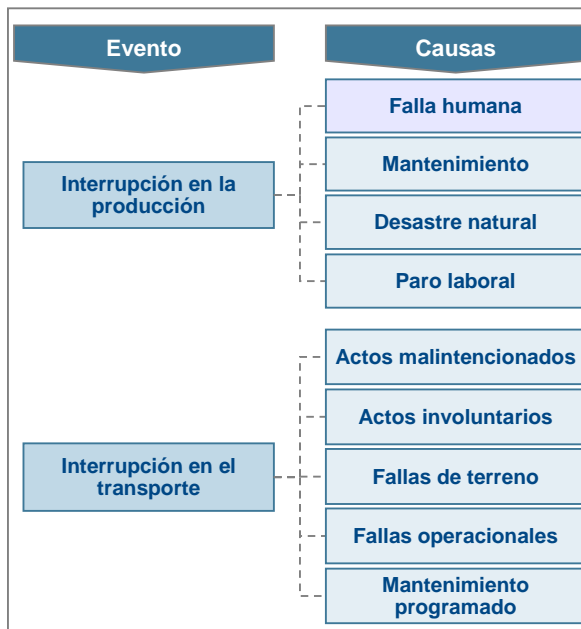 Evento
Causas
Interrupción en la
producción
Falla humana
Mantenimiento
Desastre natural
Paro laboral
Interrupción en el
transporte
Actos malintencionados
Actos involuntarios
Fallas de terreno
Fallas operacionales
Mantenimiento
programado